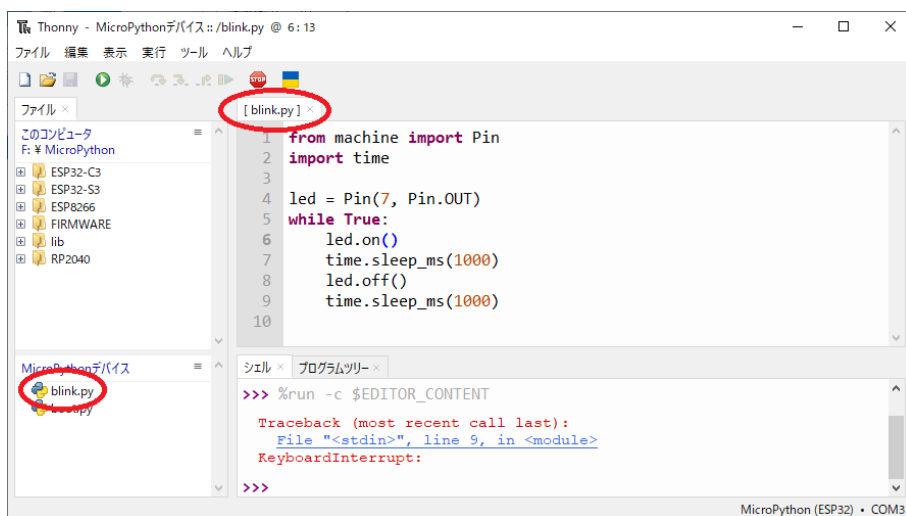 Thonny - MicroPythonデバイス :: /blink.py @ 6 : 13
ファイル 編集 表示 実行 ツール ヘルプ
STOP
ファイル ×
[ blink.py ] ×
このコンピュータ
F: ¥ MicroPython
ESP32-C3
ESP32-S3
ESP8266
FIRMWARE
lib
RP2040
1 from machine import Pin
2 import time
3
4 led = Pin(7, Pin.OUT)
5 while True:
6 led.on()
7 time.sleep_ms(1000)
8 led.off()
9 time.sleep_ms(1000)
10
MicroPythonデバイス
blink.py
boot.py
シェル × プログラムツリー ×
>>> %run -c $EDITOR_CONTENT
Traceback (most recent call last):
File "<stdin>", line 9, in <module>
KeyboardInterrupt:
>>>
MicroPython (ESP32) • COM3